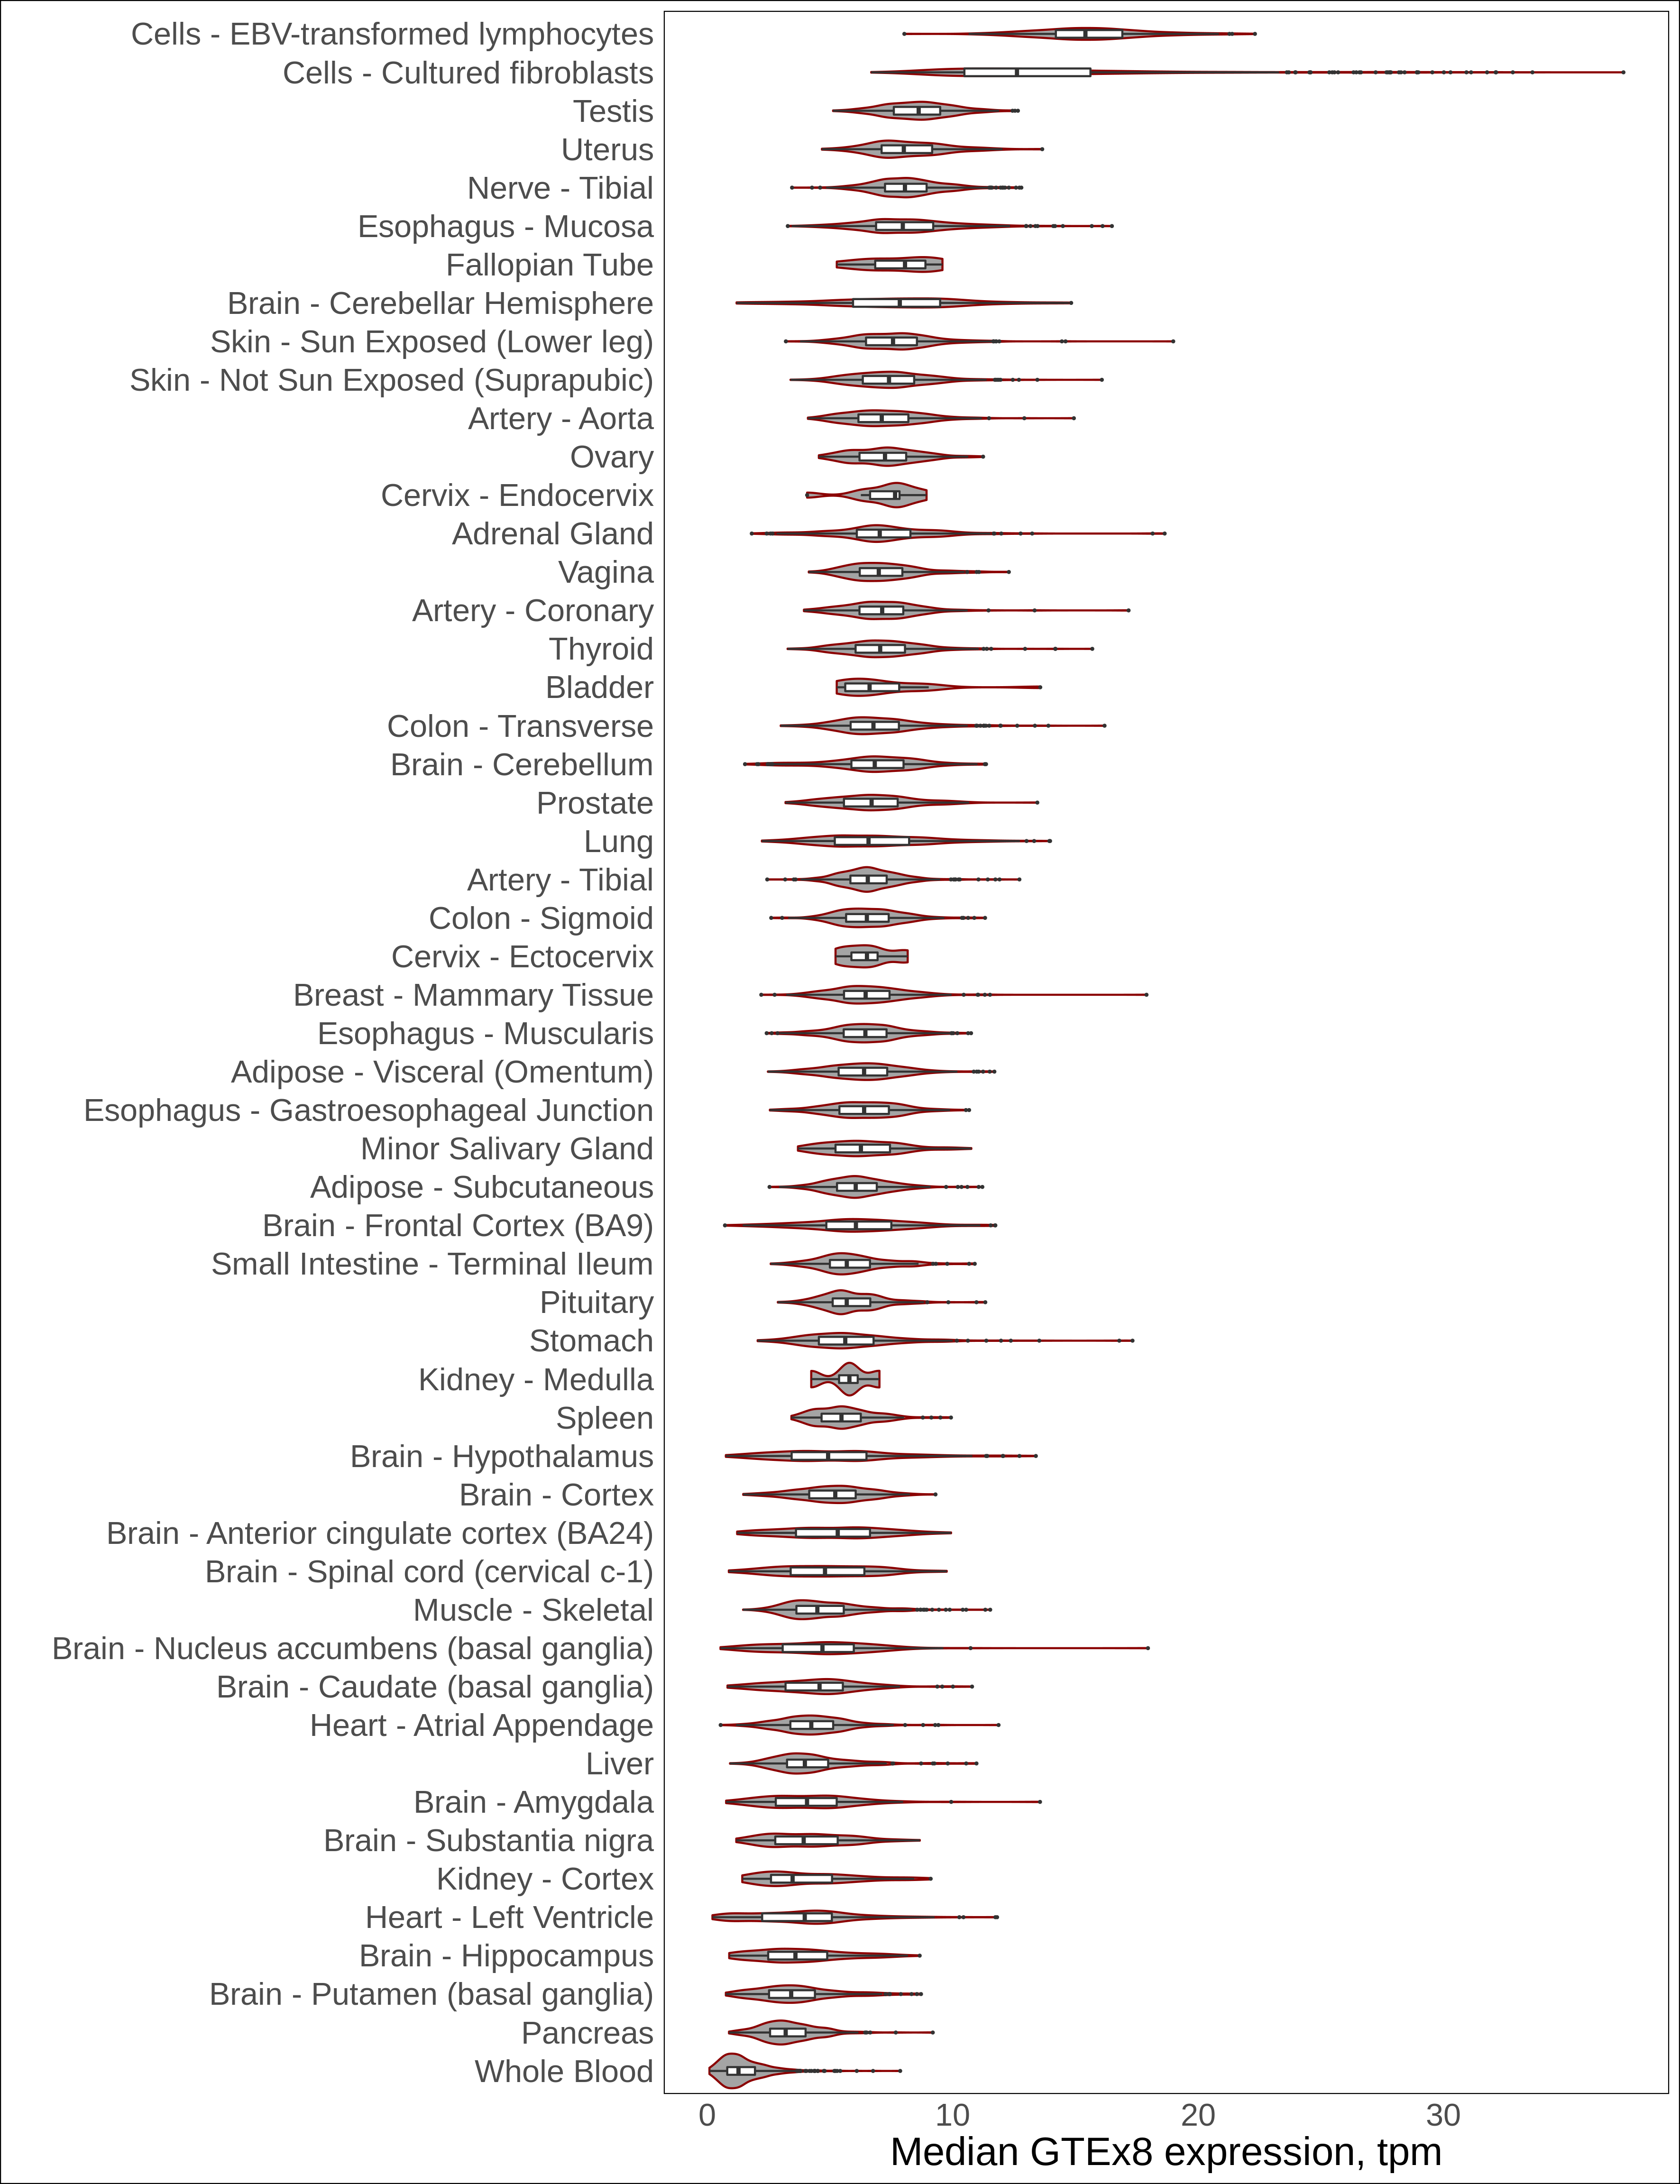 Cells - EBV-transformed lymphocytes
Cells - Cultured fibroblasts
Testis
Uterus
Nerve - Tibial
Esophagus - Mucosa
Fallopian Tube
Brain - Cerebellar Hemisphere
Skin - Sun Exposed (Lower leg)
Skin - Not Sun Exposed (Suprapubic)
Artery - Aorta
Ovary
Cervix - Endocervix
Adrenal Gland
Vagina
Artery - Coronary
Thyroid
Bladder
Colon - Transverse
Brain - Cerebellum
Prostate
Lung
Artery - Tibial
Colon - Sigmoid
Cervix - Ectocervix
Breast - Mammary Tissue
Esophagus - Muscularis
Adipose - Visceral (Omentum)
Esophagus - Gastroesophageal Junction
Minor Salivary Gland
Adipose - Subcutaneous
Brain - Frontal Cortex (BA9)
Small Intestine - Terminal Ileum
Pituitary
Stomach
Kidney - Medulla
Spleen
Brain - Hypothalamus
Brain - Cortex
Brain - Anterior cingulate cortex (BA24)
Brain - Spinal cord (cervical c-1)
Muscle - Skeletal
Brain - Nucleus accumbens (basal ganglia)
Brain - Caudate (basal ganglia)
Heart - Atrial Appendage
Liver
Brain - Amygdala
Brain - Substantia nigra
Kidney - Cortex
Heart - Left Ventricle
Brain - Hippocampus
Brain - Putamen (basal ganglia)
Pancreas
Whole Blood
0 10 20 30
Median GTEx8 expression, tpm